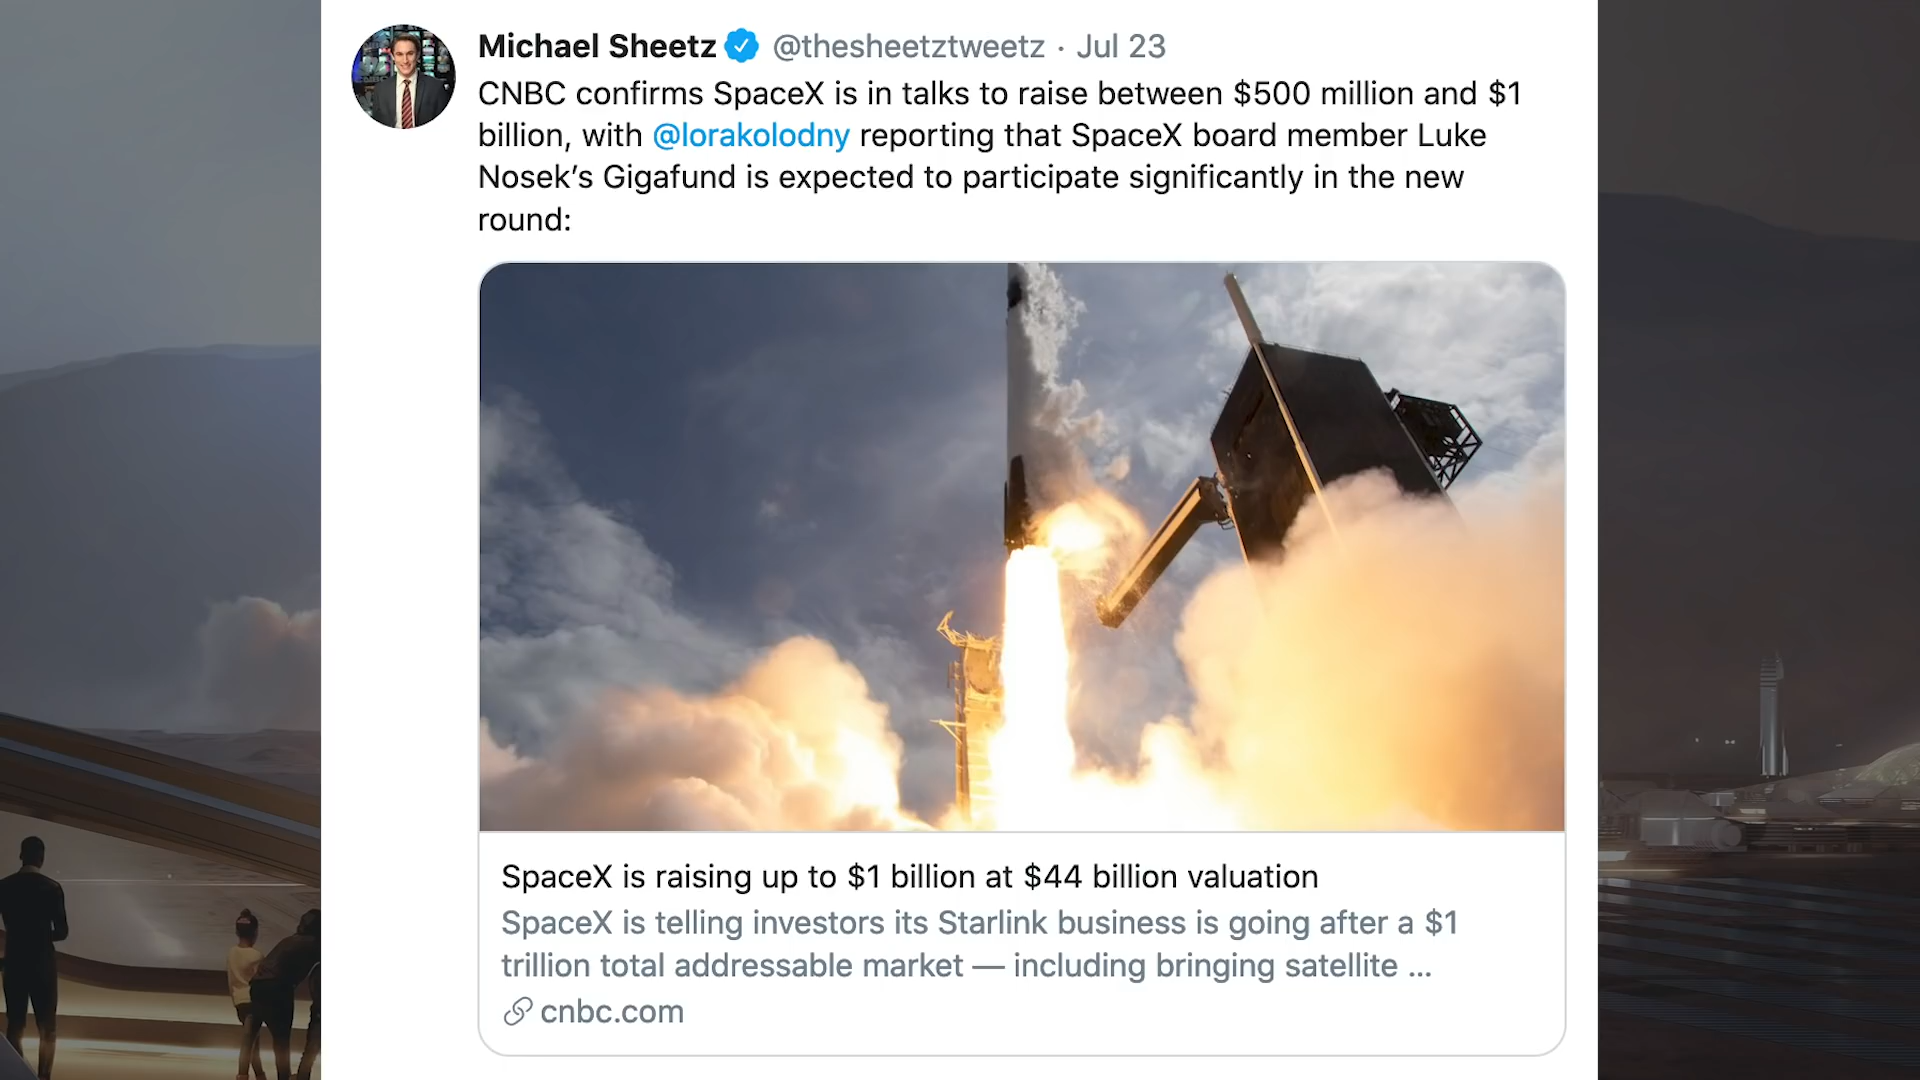 Michael Sheetz @thesheetztweetz · Jul 23
CNBC confirms SpaceX is in talks to raise between $500 million and $1
billion, with @lorakolodny reporting that SpaceX board member Luke
Nosek’s Gigafund is expected to participate significantly in the new
round:
SpaceX is raising up to $1 billion at $44 billion valuation
SpaceX is telling investors its Starlink business is going after a $1
trillion total addressable market — including bringing satellite ...
cnbc.com